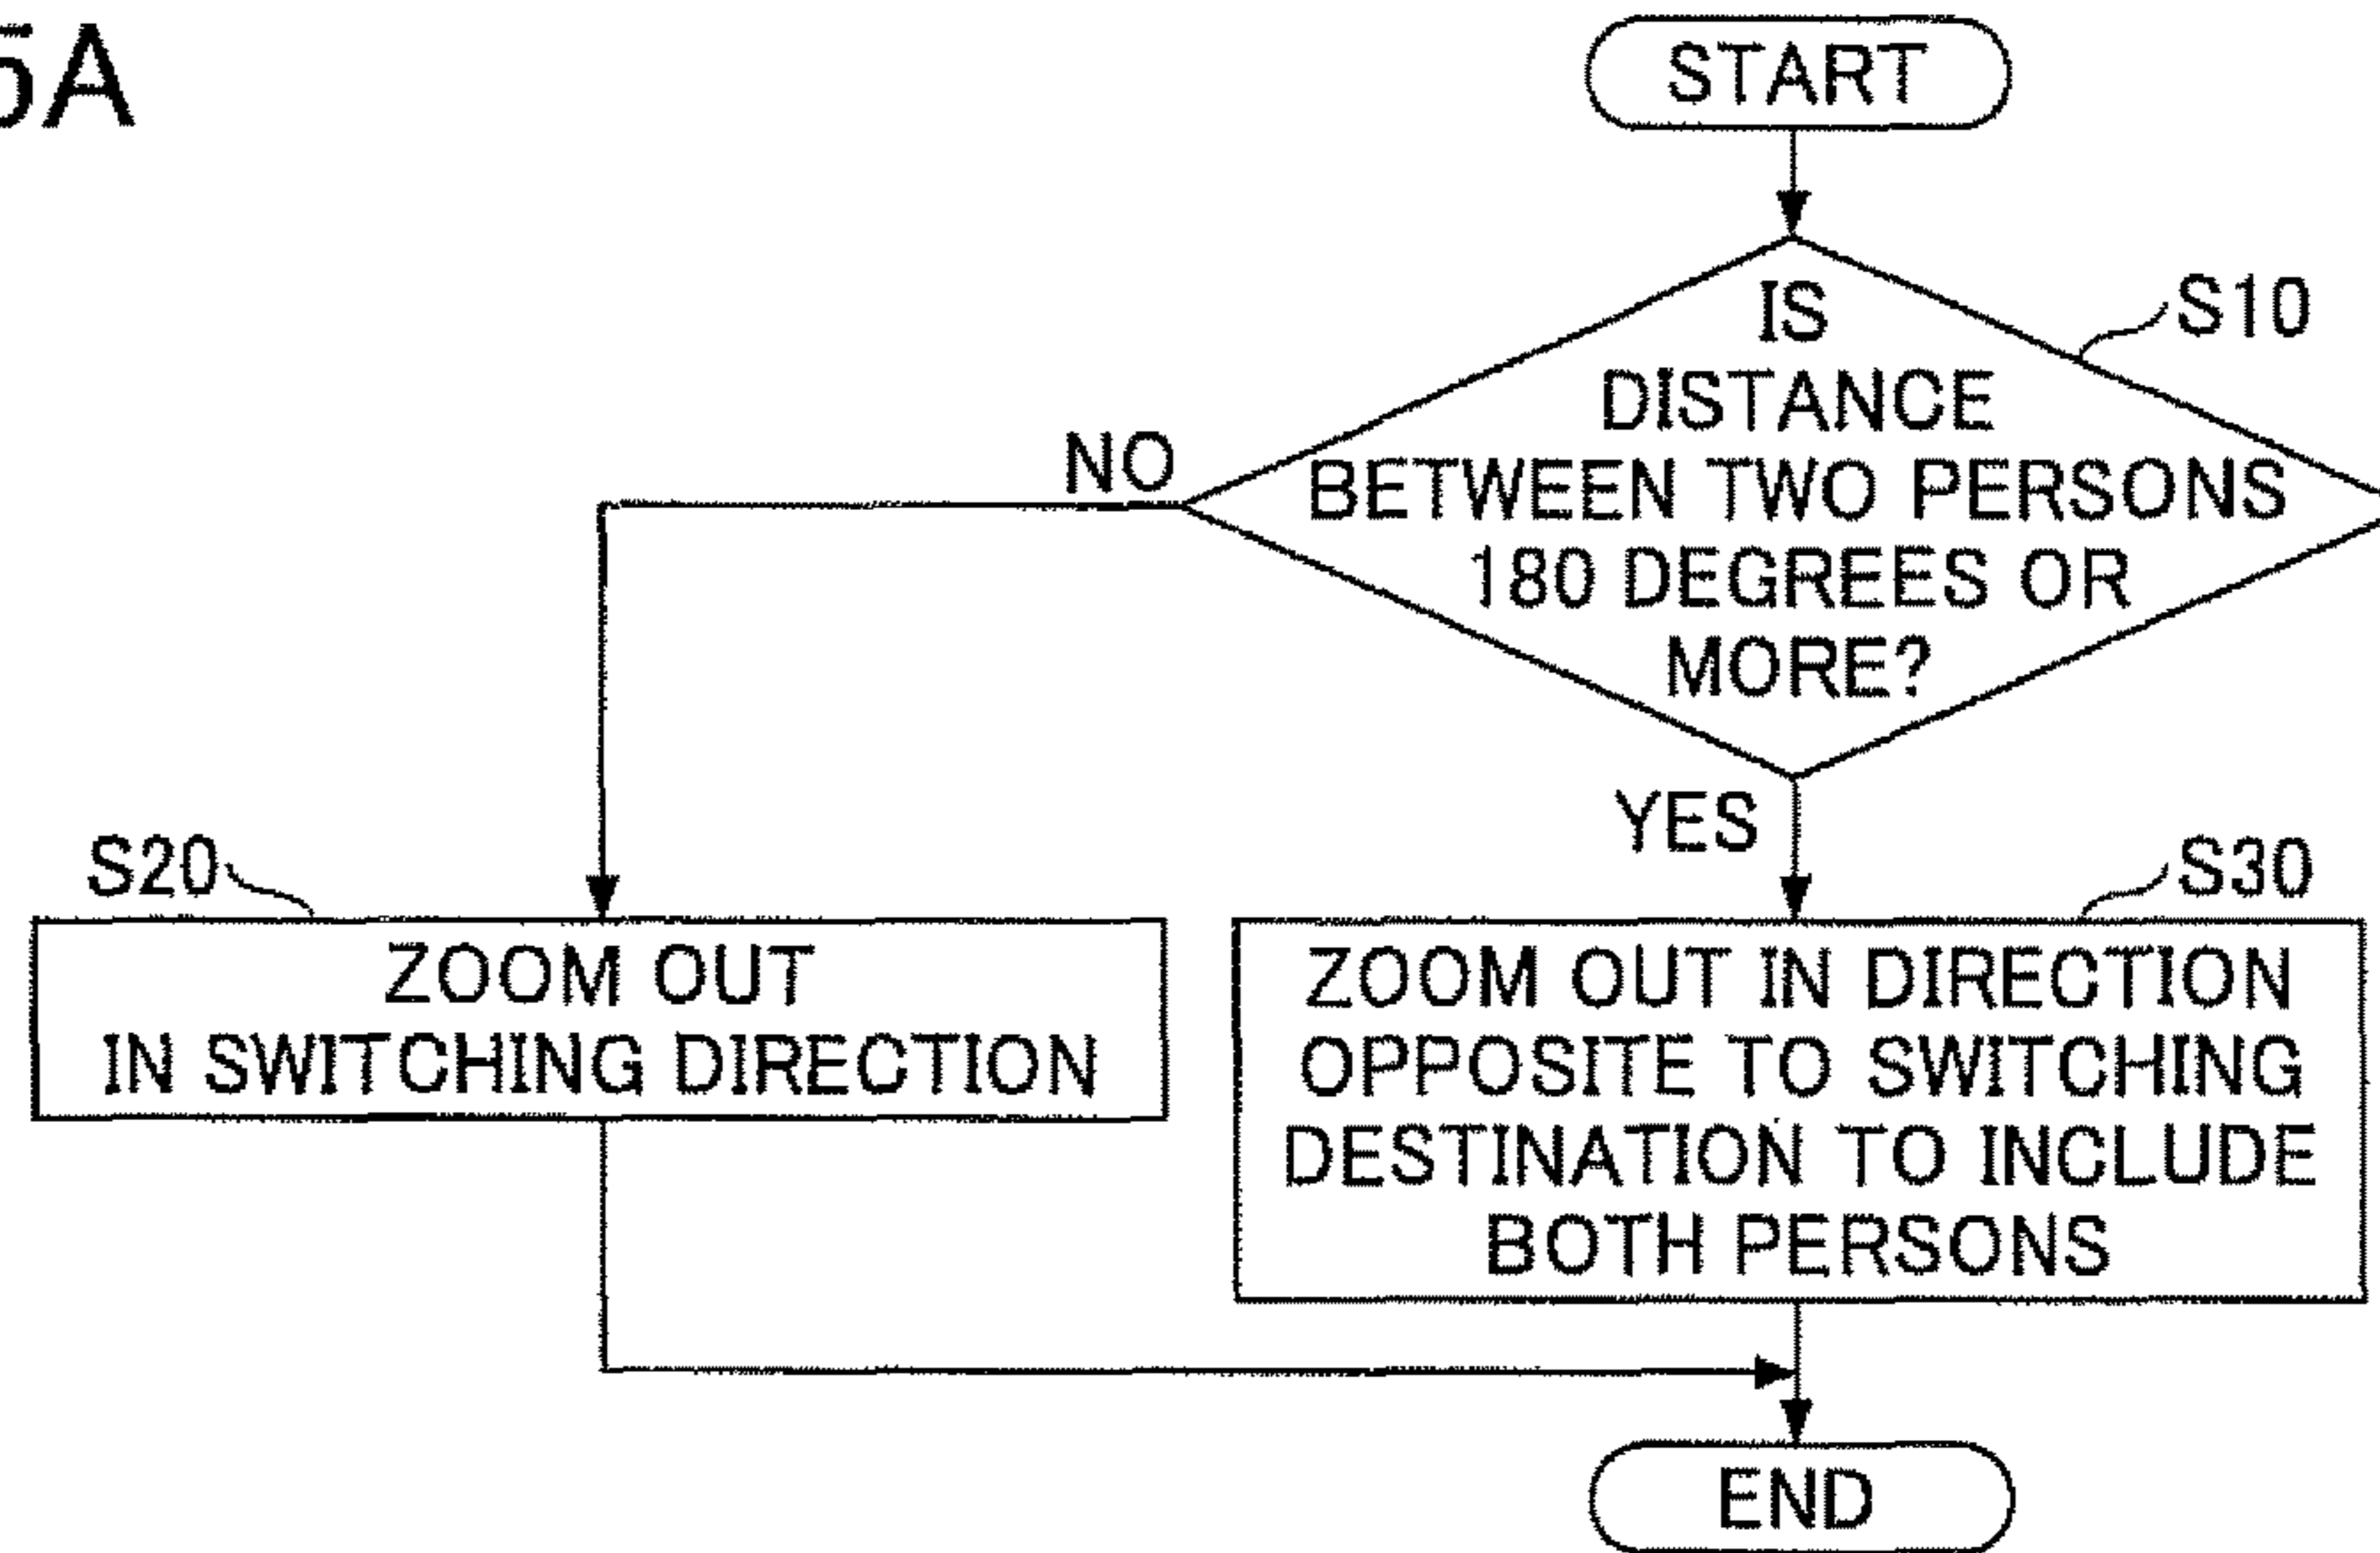 5A
START
IS
DISTANCE
BETWEEN TWO PERSONS
180 DEGREES OR
MORE?
S10
NO
YES
S20
ZOOM OUT
IN SWITCHING DIRECTION
S30
ZOOM OUT IN DIRECTION
OPPOSITE TO SWITCHING
DESTINATION TO INCLUDE
BOTH PERSONS
END